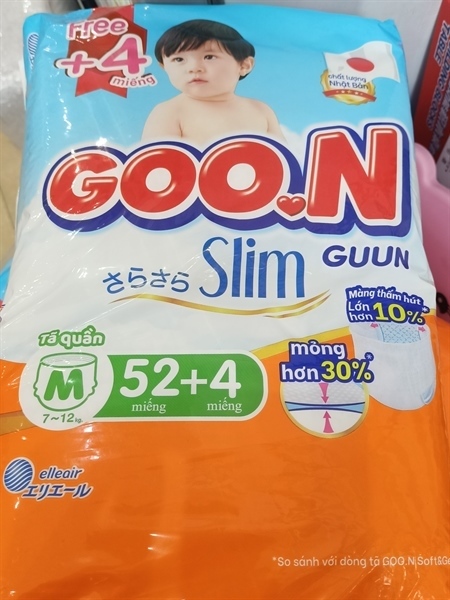 Free
+4
miếng
chất lượng
Nhật Bản
GOO.N
さらさら Slim GUUN
Màng thấm hút*
Lớn hơn 10%
Tã quần
M
7~12kg
52+4
miếng miếng
mỏng
hơn 30%*
elleair
エリエール
*So sánh với dòng tã GOO.N Soft&G